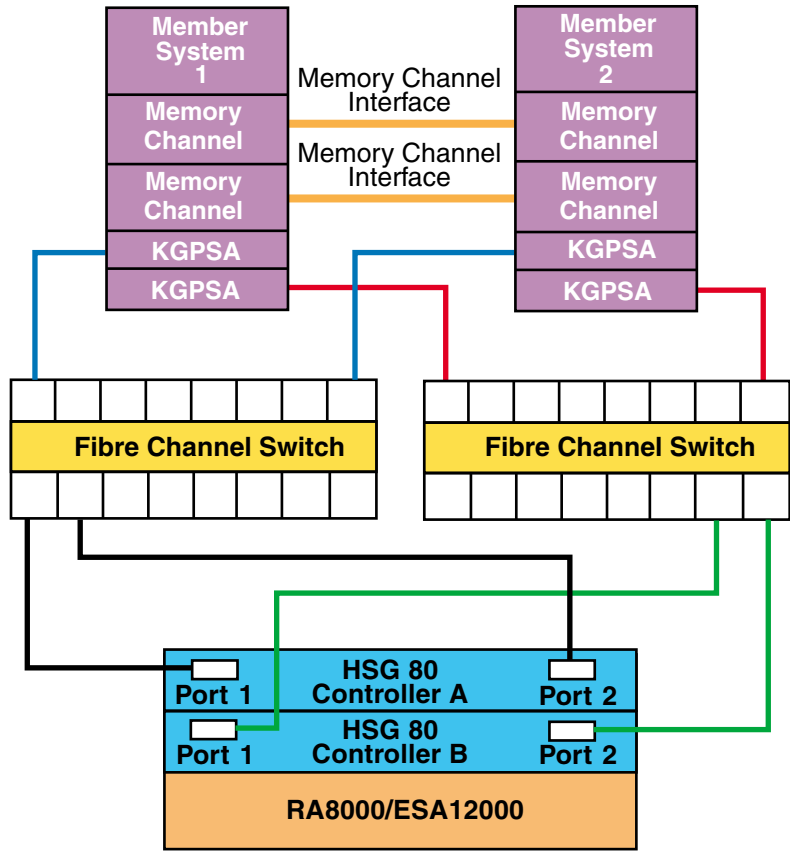 Member
System
1
Memory
Channel
Memory
Channel
KGPSA
KGPSA
Memory Channel
Interface
Memory Channel
Interface
Member
System
2
Memory
Channel
Memory
Channel
KGPSA
KGPSA
Fibre Channel Switch
Fibre Channel Switch
Port 1
HSG 80
Controller A
Port 2
Port 1
HSG 80
Controller B
Port 2
RA8000/ESA12000